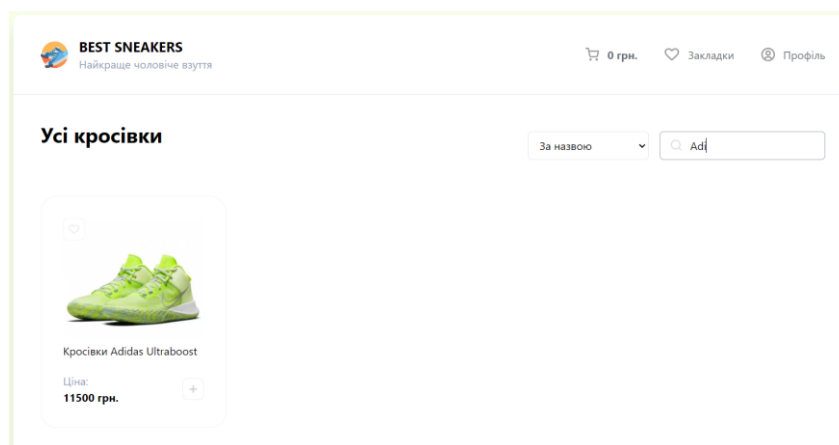 BEST SNEAKERS
Найкраще чоловіче взуття
0 грн.
Закладки
Профіль
Усі кросівки
За назвою
Adi
Кросівки Adidas Ultraboost
Ціна:
11500 грн.